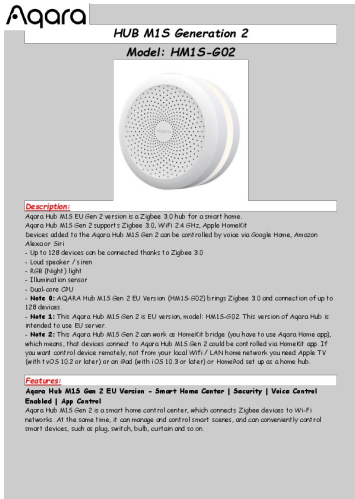 Aqara
HUB M1S Generation 2
Model: HM1S-G02
Description:
Aqara Hub M1S EU Gen 2 version is a Zigbee 3.0 hub for a smart home.
Aqara Hub M1S Gen 2 supports Zigbee 3.0, WiFi 2.4 GHz, Apple HomeKit
Devices added to the Aqara Hub M1S Gen 2 can be controlled by voice via Google Home, Amazon
Alexa or Siri
- Up to 128 devices can be connected thanks to Zigbee 3.0
- Loud speaker / siren
- RGB (Night) light
- Illumination sensor
- Dual-core CPU
- Note 0: AQARA Hub M1S Gen 2 EU Version (HM1S-G02) brings Zigbee 3.0 and connection of up to
128 devices.
- Note 1: This Aqara Hub M1S Gen 2 is EU version, model: HM1S-G02. This version of Aqara Hub is
intended to use EU server.
- Note 2: This Aqara Hub M1S Gen 2 can work as HomeKit bridge (you have to use Aqara Home app),
which means, that devices connect to Aqara Hub M1S Gen 2 could be controlled via HomeKit app. If
you want control device remotely, not from your local Wifi / LAN home network you need Apple TV
(with tvOS 10.2 or later) or an iPad (with iOS 10.3 or later) or HomePod set up as a home hub.
Features:
Aqara Hub M1S Gen 2 EU Version - Smart Home Center | Security | Voice Control
Enabled | App Control
Aqara Hub M1S Gen 2 is a smart home control center, which connects Zigbee devices to Wi-Fi
networks. At the same time, it can manage and control smart scenes, and can conveniently control
smart devices, such as plug, switch, bulb, curtain and so on.